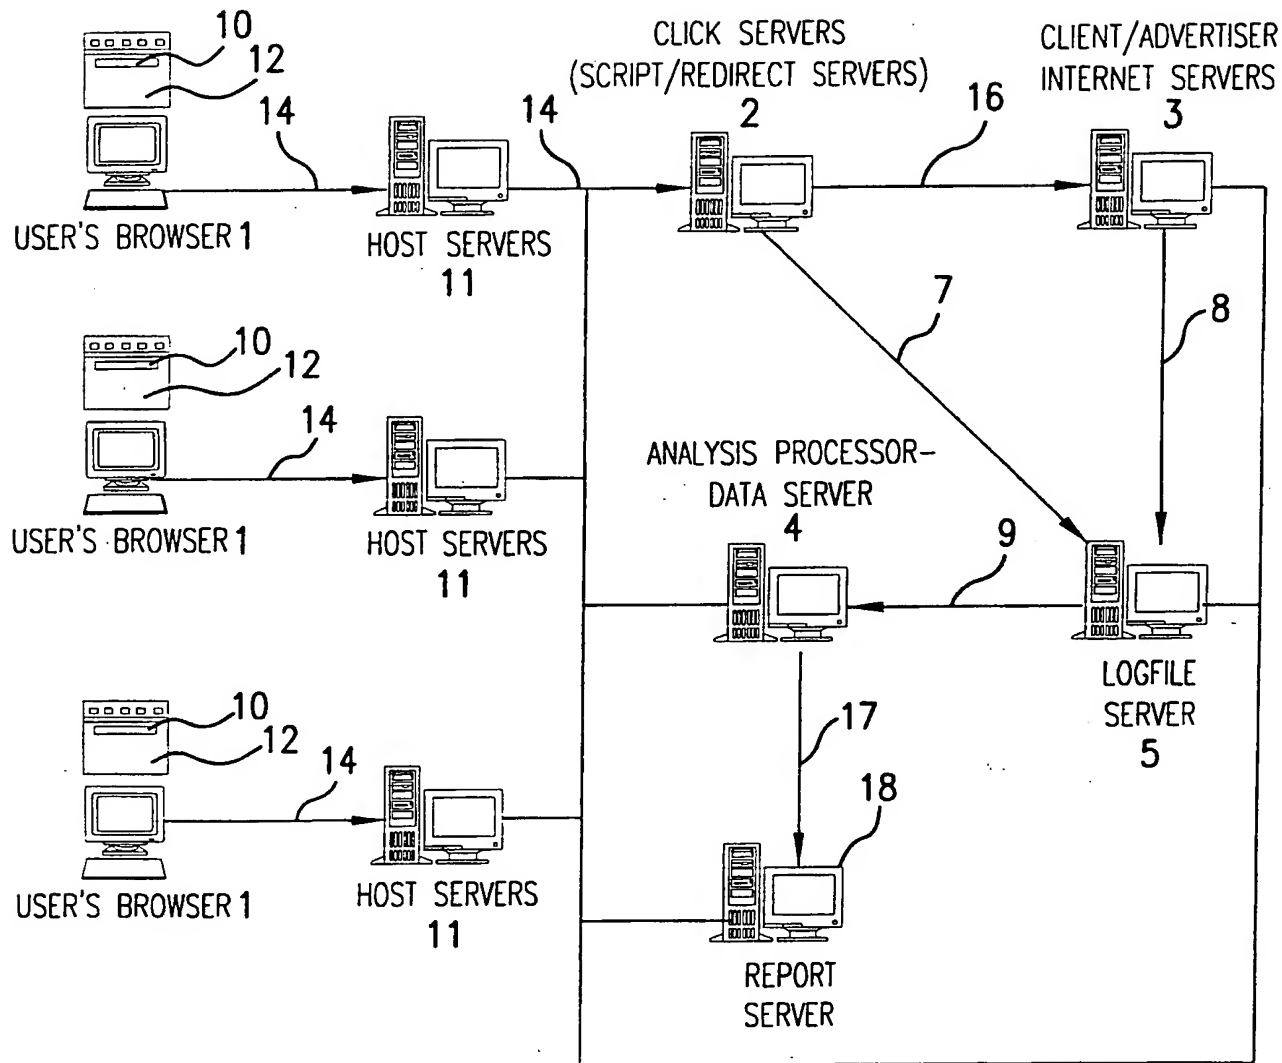 10
12
14
USER'S BROWSER 1
HOST SERVERS
11
14
CLICK SERVERS
(SCRIPT/REDIRECT SERVERS)
2
16
CLIENT/ADVERTISER
INTERNET SERVERS
3
7
8
10
12
14
USER'S BROWSER 1
HOST SERVERS
11
ANALYSIS PROCESSOR-
DATA SERVER
4
9
LOGFILE
SERVER
5
10
12
14
USER'S BROWSER 1
HOST SERVERS
11
17
18
REPORT
SERVER